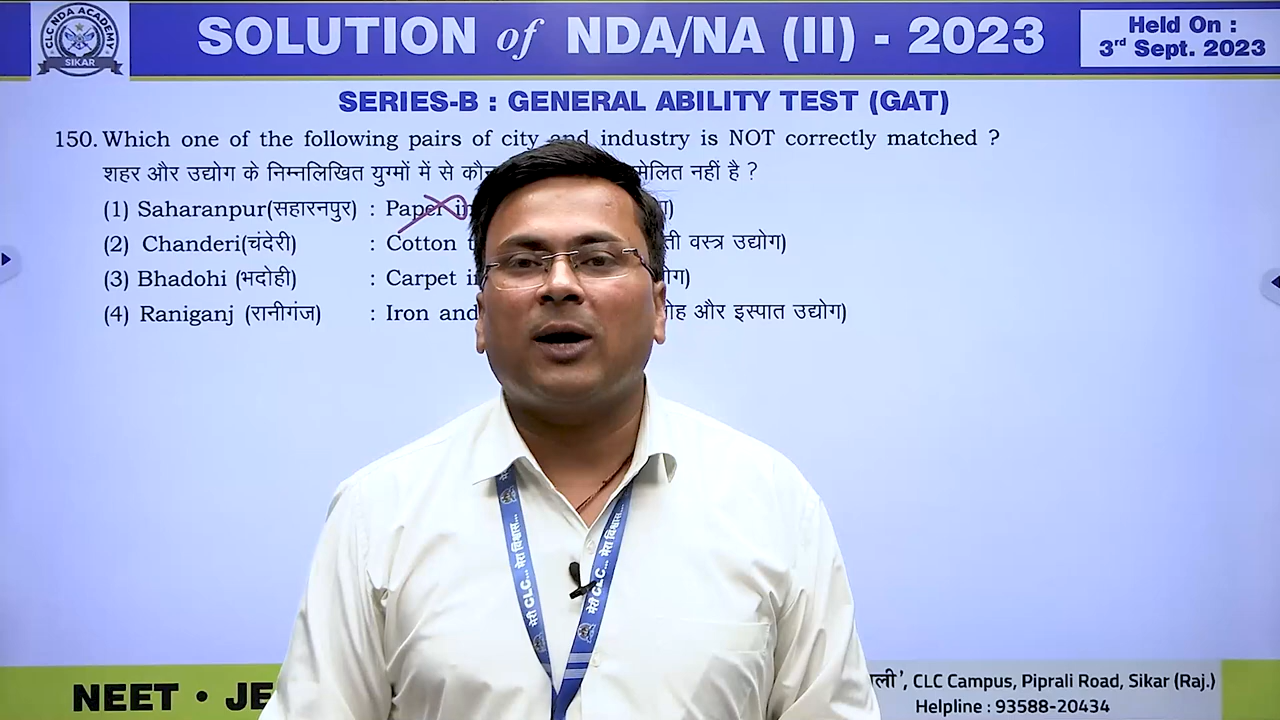 CLC NDA ACADEMY
SIKAR
SOLUTION of NDA/NA (II) - 2023
Held On :
3rd Sept. 2023
SERIES-B : GENERAL ABILITY TEST (GAT)
150. Which one of the following pairs of city and industry is NOT correctly matched ?
शहर और उद्योग के निम्नलिखित युग्मों में से नहीं है ?
(1) Saharanpur(सहारनपुर) : Paper
(2) Chanderi(चंदेरी) : Cotton वस्त्र उद्योग)
(3) Bhadohi (भदोही) : Carpet
(4) Raniganj (रानीगंज) : Iron and और इस्पात उद्योग)
मेरी CLC... मेरा विश्वास...
मेरी CLC... मेरा विश्वास...
NEET • JE
CLC Campus, Piprali Road, Sikar (Raj.)
Helpline : 93588-20434